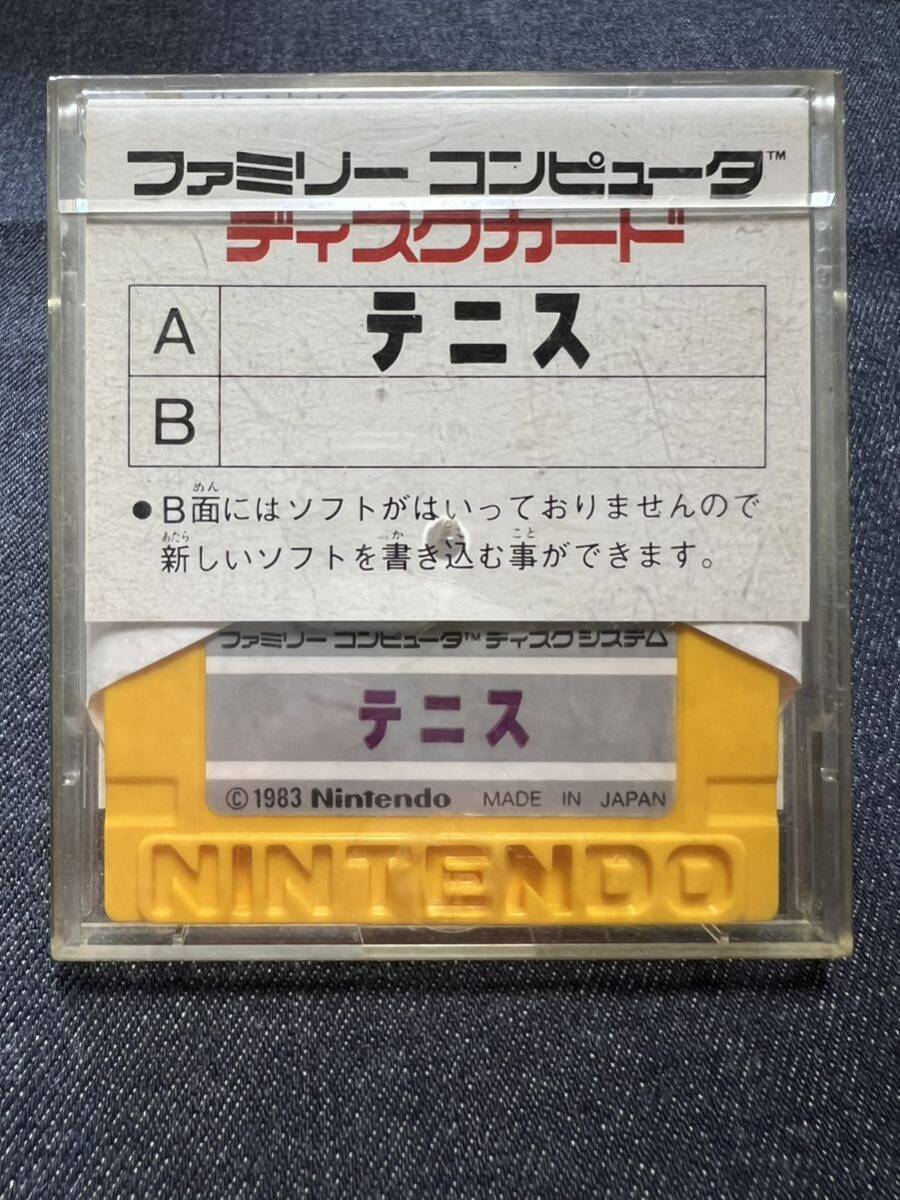 ファミリー コンピュータ™
ディスクカード
A テニス
B
●B面にはソフトがはいっておりませんので
新しいソフトを書き込む事ができます。
ファミリー コンピュータ™ ディスクシステム
テニス
©1983 Nintendo MADE IN JAPAN
NINTENDO